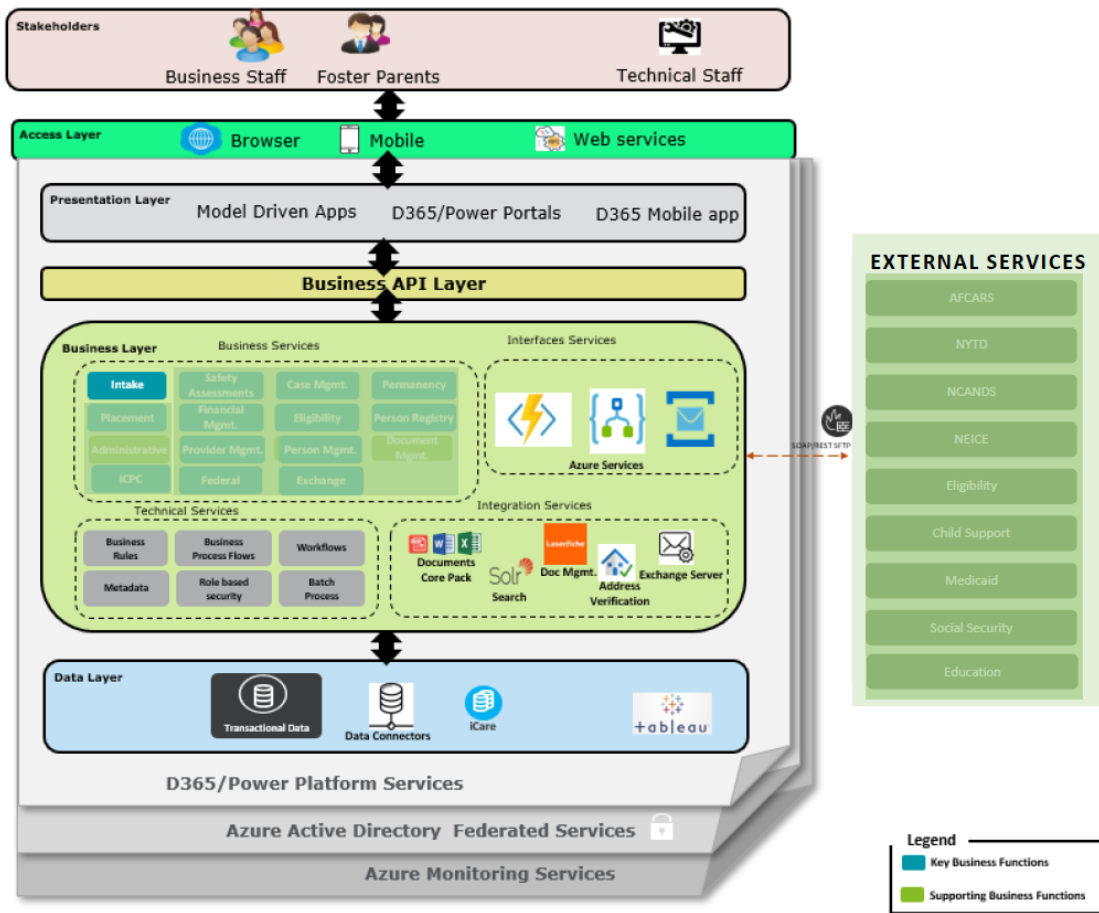 Stakeholders
Business Staff
Foster Parents
Technical Staff
Access Layer
Browser
Mobile
Web services
Presentation Layer
Model Driven Apps
D365/Power Portals
D365 Mobile app
Business API Layer
Business Layer
Business Services
Intake
Safety
Assessments
Case Mgmt.
Permanency
Placement
Financial
Mgmt.
Eligibility
Person Registry
Administrative
Provider Mgmt.
Person Mgmt.
Document
Mgmt.
ICPC
Federal
Exchange
Interfaces Services
Azure Services
Technical Services
Business
Rules
Business
Process Flows
Workflows
Metadata
Role based
security
Batch
Process
Integration Services
Documents
Core Pack
Solr
Search
Laserfiche
Doc Mgmt.
Address
Verification
Exchange Server
Data Layer
Transactional Data
Data Connectors
iCare
+ableau
D365/Power Platform Services
Azure Active Directory Federated Services
Azure Monitoring Services
SOAP/REST SFTP
EXTERNAL SERVICES
AFCARS
NYTD
NCANDS
NEICE
Eligibility
Child Support
Medicaid
Social Security
Education
Legend
Key Business Functions
Supporting Business Functions